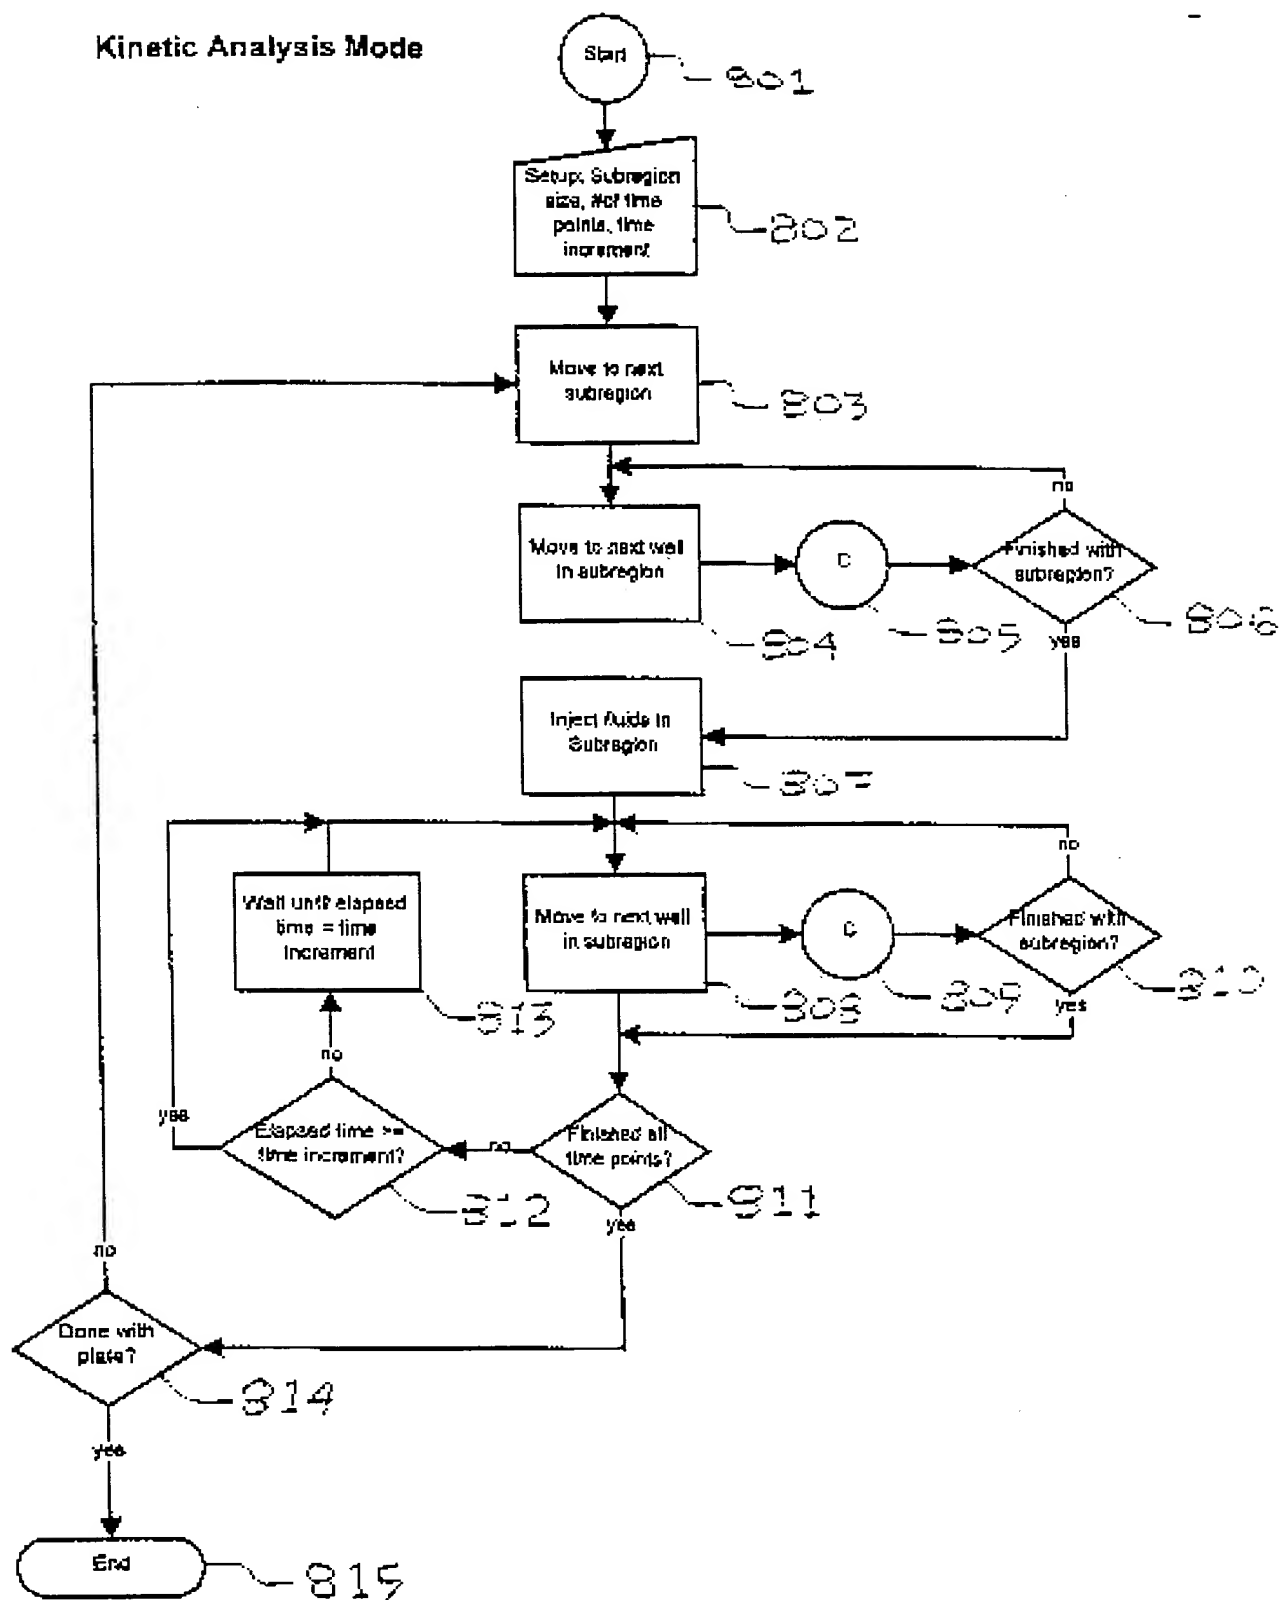 Kinetic Analysis Mode
Start
801
Setup: Subregion
size, #of time
points, time
increment
802
Move to next
subregion
803
no
Move to next well
in subregion
C
Finished with
subregion?
804
805
806
yes
Inject fluids in
Subregion
807
no
Wait until elapsed
time = time
increment
Move to next well
in subregion
C
Finished with
subregion?
813
808
809
810
yes
no
yes
Elapsed time >=
time increment?
no
Finished all
time points?
812
811
yes
no
Done with
plate?
814
yes
End
815